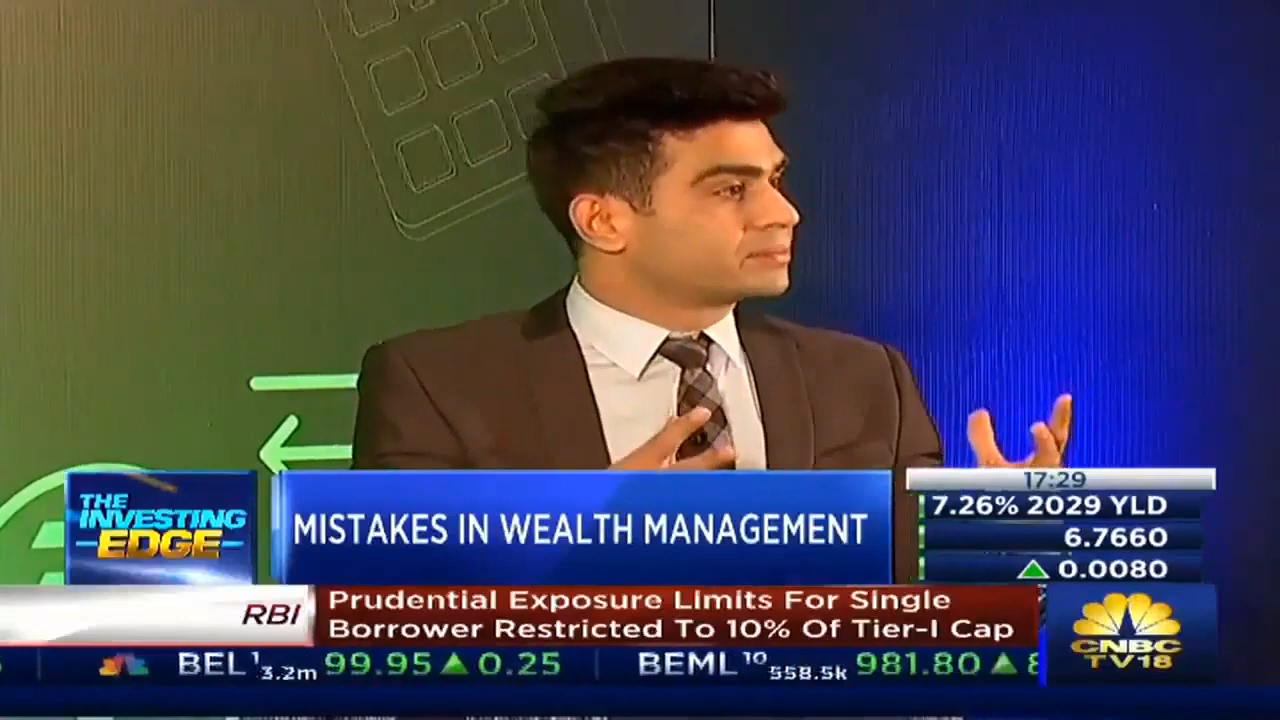 THE
INVESTING
EDGE
MISTAKES IN WEALTH MANAGEMENT
17:29
7.26% 2029 YLD
6.7660
▲ 0.0080
RBI
Prudential Exposure Limits For Single
Borrower Restricted To 10% Of Tier-I Cap
CNBC
TV18
BEL 1 3.2m 99.95 ▲ 0.25 BEML 10 558.5k 981.80 ▲